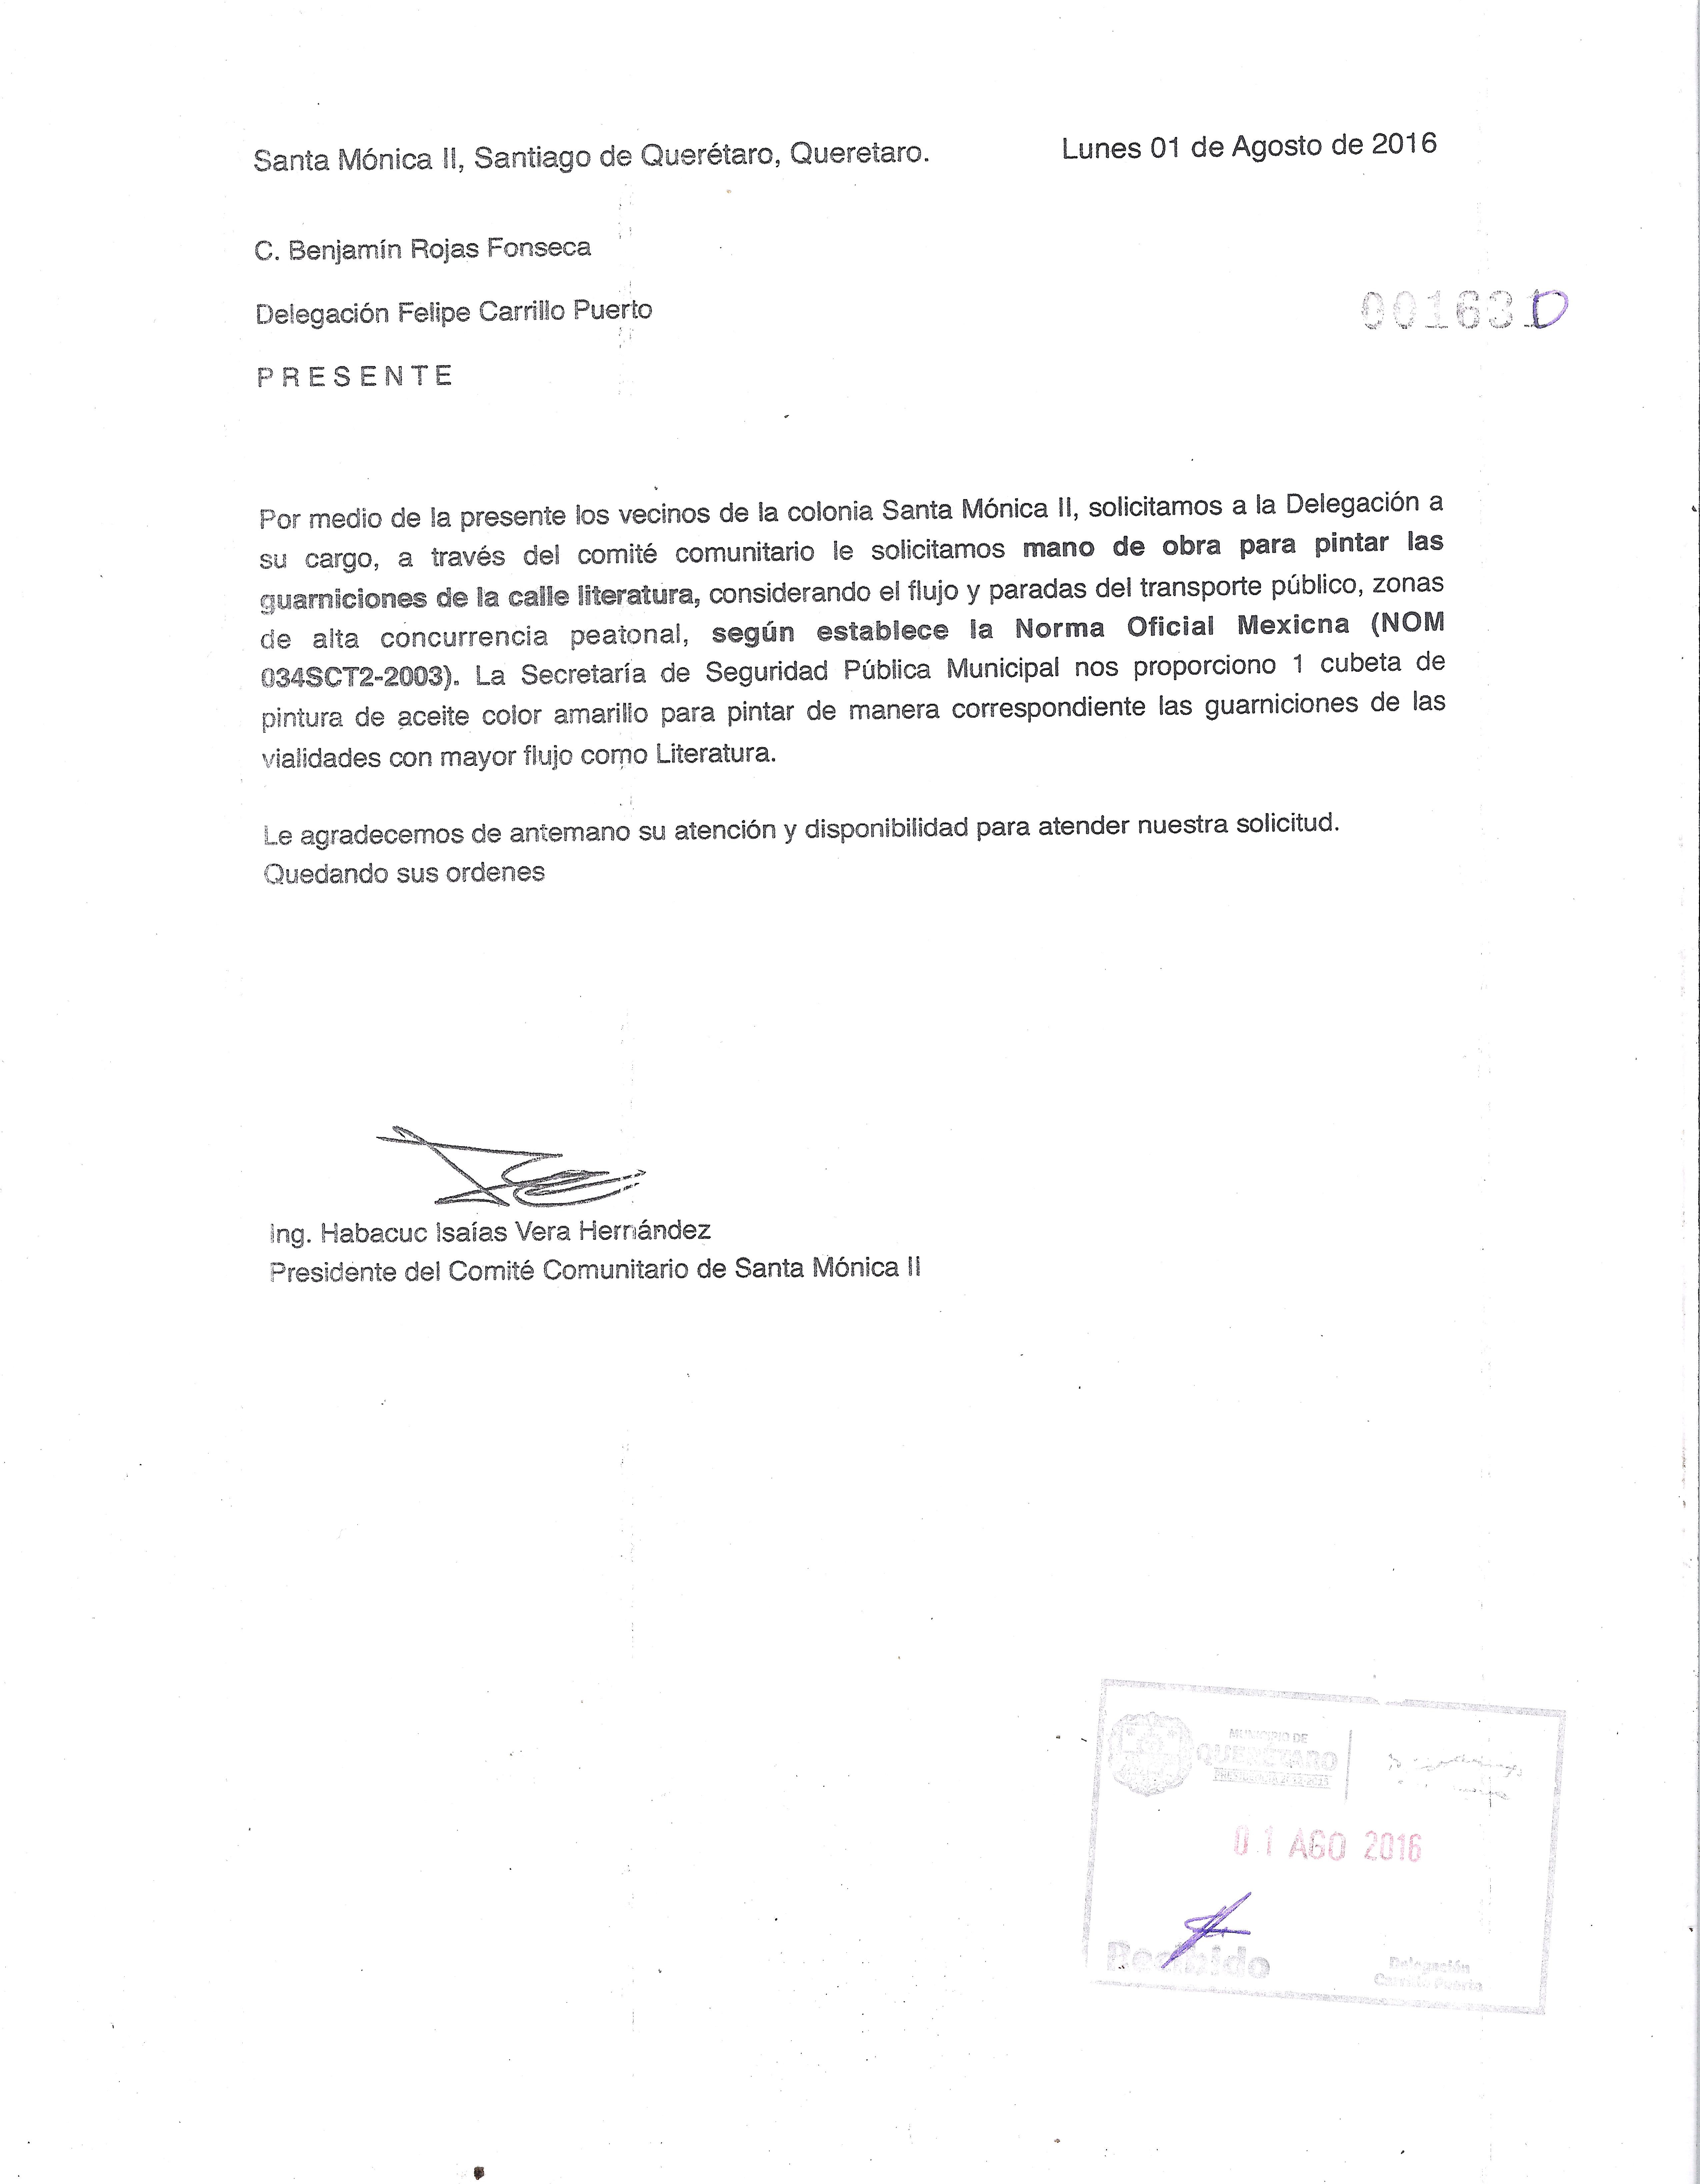 Santa Mónica II, Santiago de Querétaro, Queretaro. Lunes 01 de Agosto de 2016
C. Benjamín Rojas Fonseca
Delegación Felipe Carrillo Puerto
00163
PRESENTE
Por medio de la presente los vecinos de la colonia Santa Mónica II, solicitamos a la Delegación a
su cargo, a través del comité comunitario le solicitamos mano de obra para pintar las
guarniciones de la calle literatura, considerando el flujo y paradas del transporte público, zonas
de alta concurrencia peatonal, según establece la Norma Oficial Mexicna (NOM
034SCT2-2003). La Secretaría de Seguridad Pública Municipal nos proporciono 1 cubeta de
pintura de aceite color amarillo para pintar de manera correspondiente las guarniciones de las
vialidades con mayor flujo como Literatura.
Le agradecemos de antemano su atención y disponibilidad para atender nuestra solicitud.
Quedando sus ordenes
Ing. Habacuc Isaías Vera Hernández
Presidente del Comité Comunitario de Santa Mónica II
MUNICIPIO DE
QUERÉTARO
01 AGO 2016
Recibido
Delegación
Carrillo Puerto